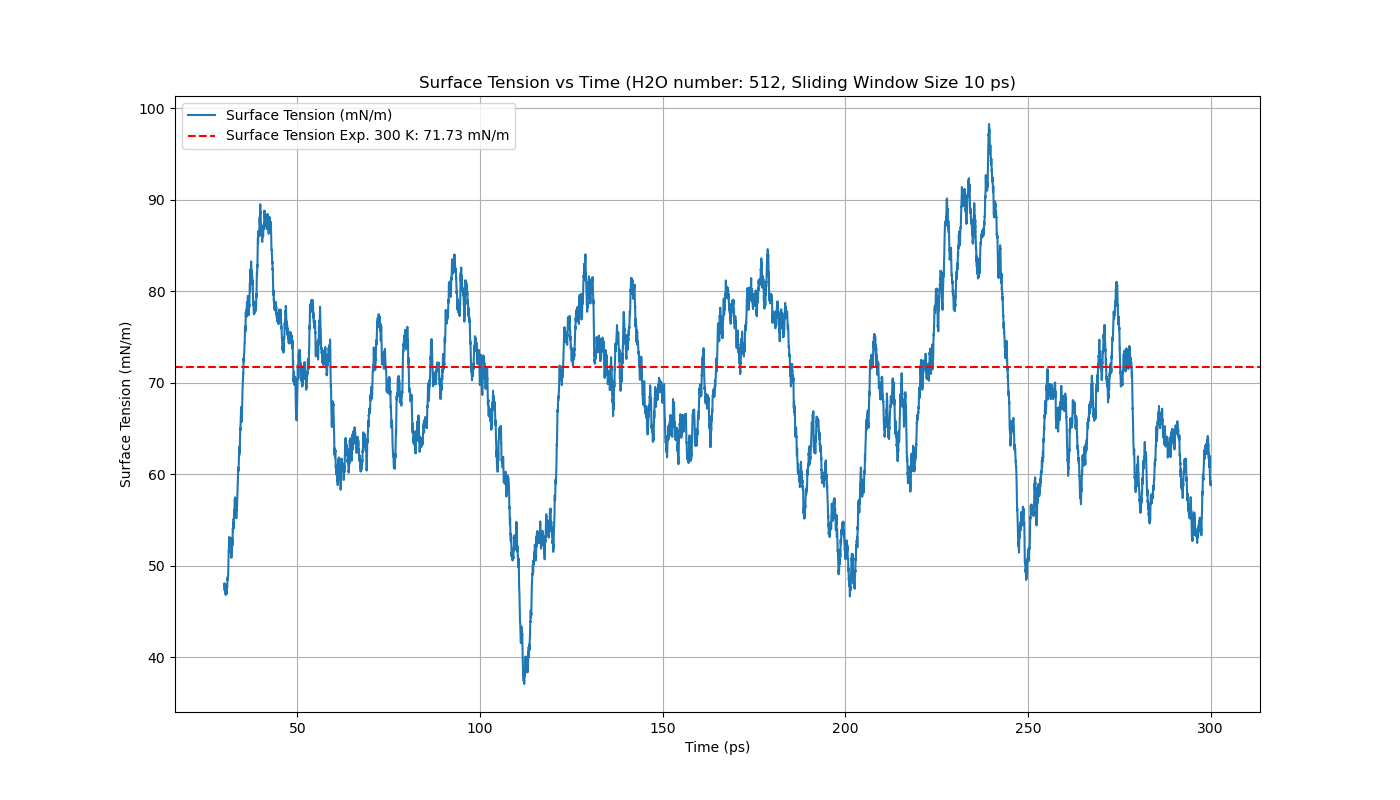 Surface Tension vs Time (H2O number: 512, Sliding Window Size 10 ps)
Surface Tension (mN/m)
Surface Tension Exp. 300 K: 71.73 mN/m
Surface Tension (mN/m)
100
90
80
70
60
50
40
50 100 150 200 250 300
Time (ps)